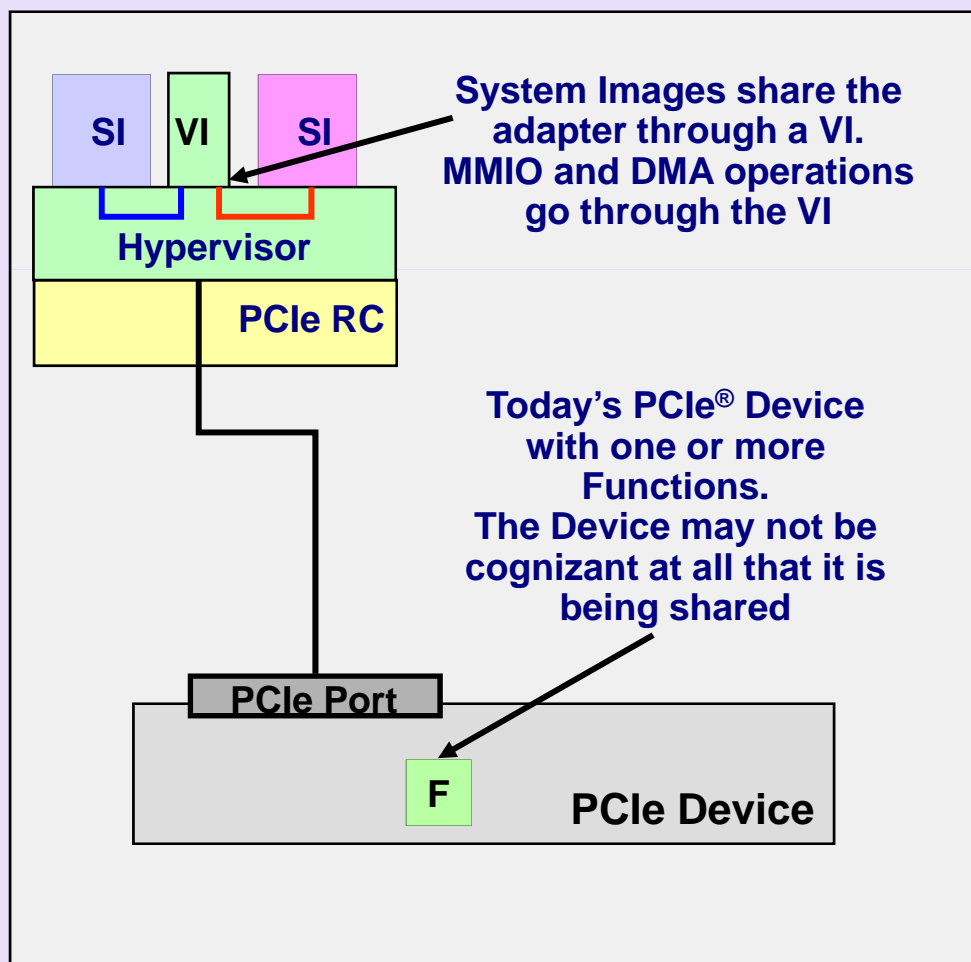 SI VI SI
System Images share the
adapter through a VI.
MMIO and DMA operations
go through the VI
Hypervisor
PCIe RC
Today’s PCIe® Device
with one or more
Functions.
The Device may not be
cognizant at all that it is
being shared
PCIe Port
F
PCIe Device